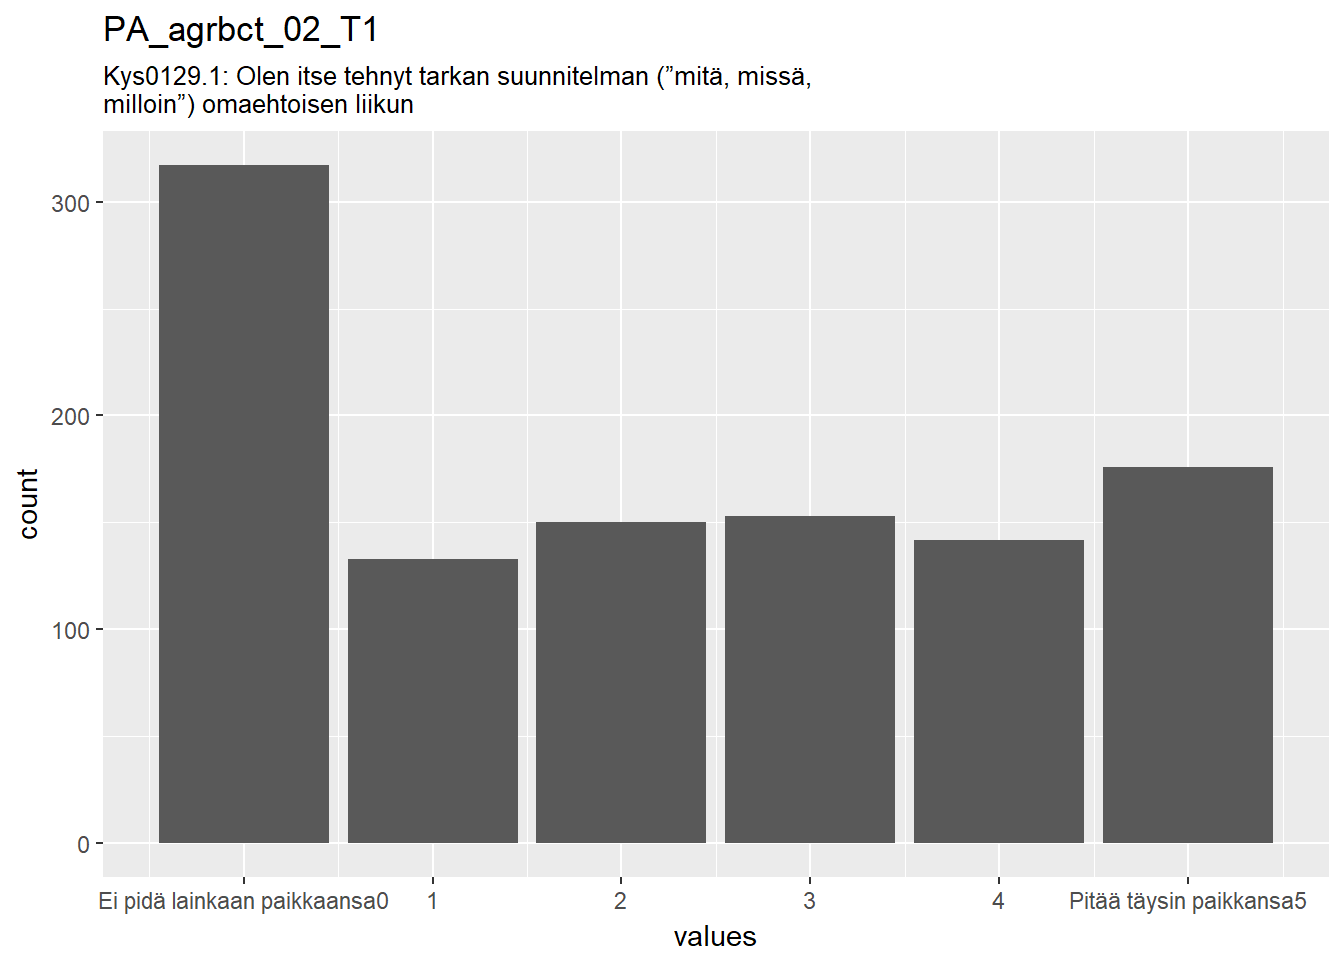 PA_agrbct_02_T1
Kys0129.1: Olen itse tehnyt tarkan suunnitelman (”mitä, missä,
milloin”) omaehtoisen liikun
300
200
100
0
count
Ei pidä lainkaan paikkaansa0 1 2 3 4 Pitää täysin paikkansa5
values